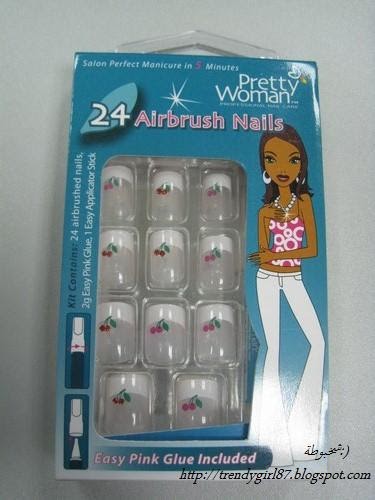 Salon Perfect Manicure in 5 Minutes
Pretty
Woman™
PROFESSIONAL NAIL CARE
24 Airbrush Nails
Kit Contains: 24 airbrushed nails,
2g Easy Pink Glue, 1 Easy Applicator Stick
Easy Pink Glue Included
http://trendygirl87.blogspot.com